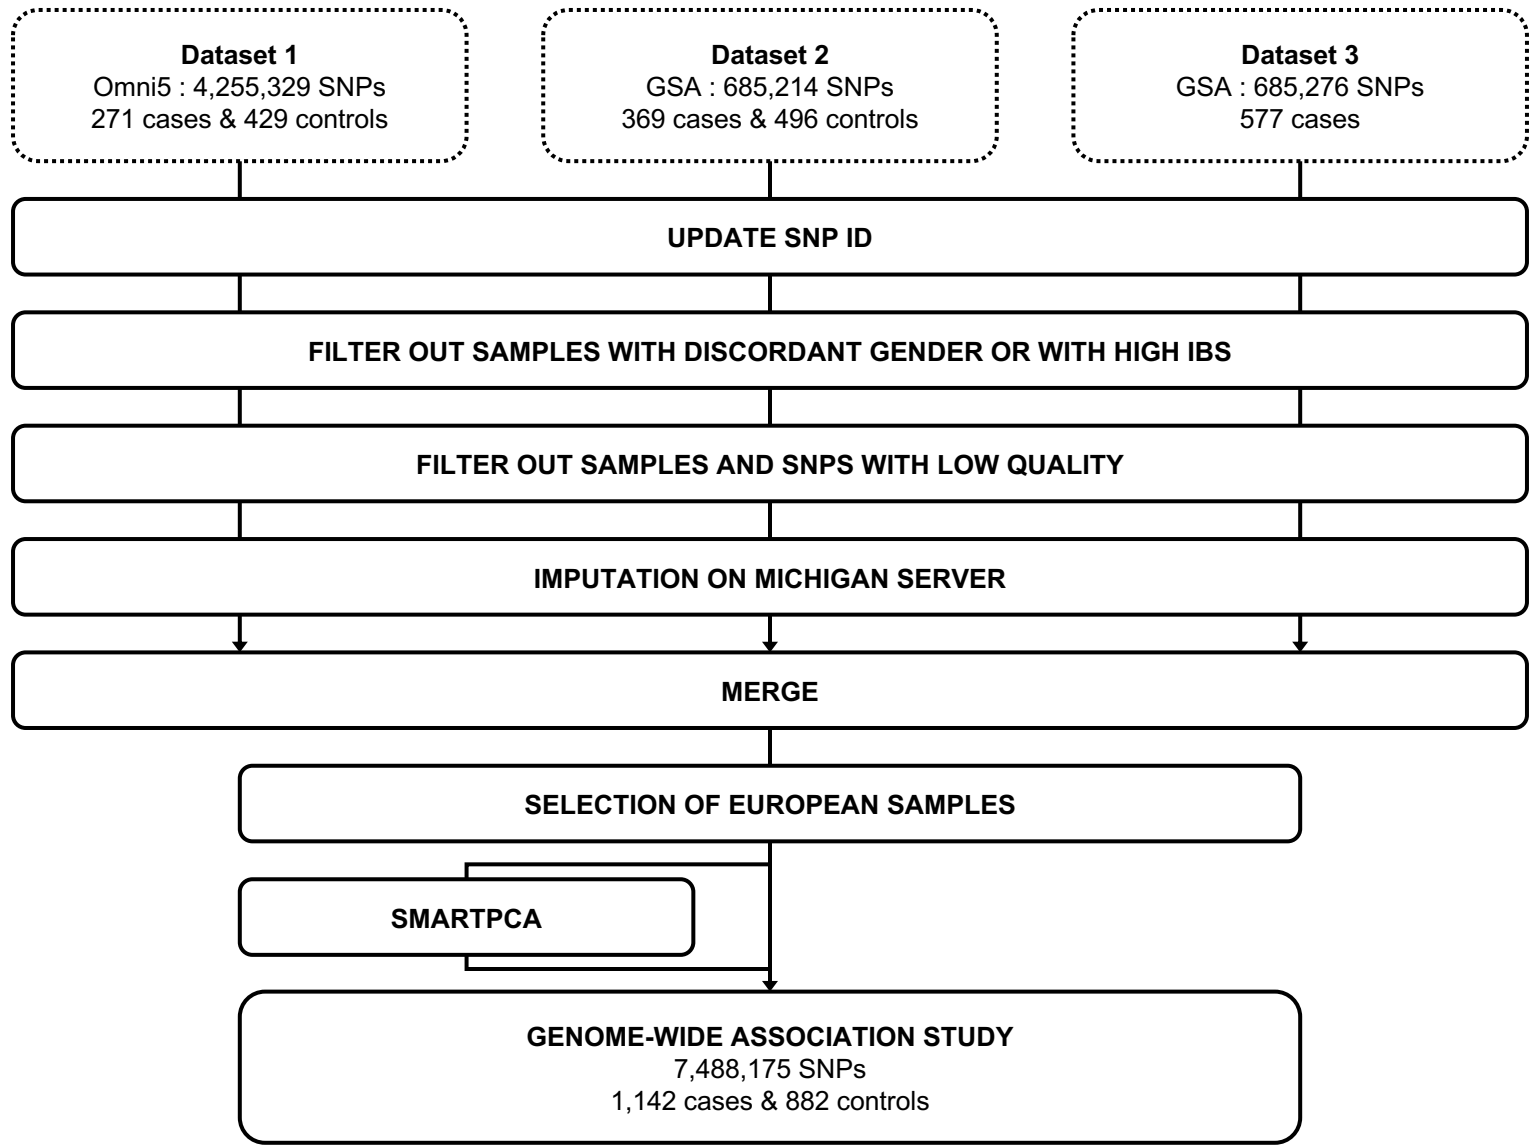 Dataset 1
Omni5 : 4,255,329 SNPs
271 cases & 429 controls
Dataset 2
GSA : 685,214 SNPs
369 cases & 496 controls
Dataset 3
GSA : 685,276 SNPs
577 cases
UPDATE SNP ID
FILTER OUT SAMPLES WITH DISCORDANT GENDER OR WITH HIGH IBS
FILTER OUT SAMPLES AND SNPS WITH LOW QUALITY
IMPUTATION ON MICHIGAN SERVER
MERGE
SELECTION OF EUROPEAN SAMPLES
SMARTPCA
GENOME-WIDE ASSOCIATION STUDY
7,488,175 SNPs
1,142 cases & 882 controls